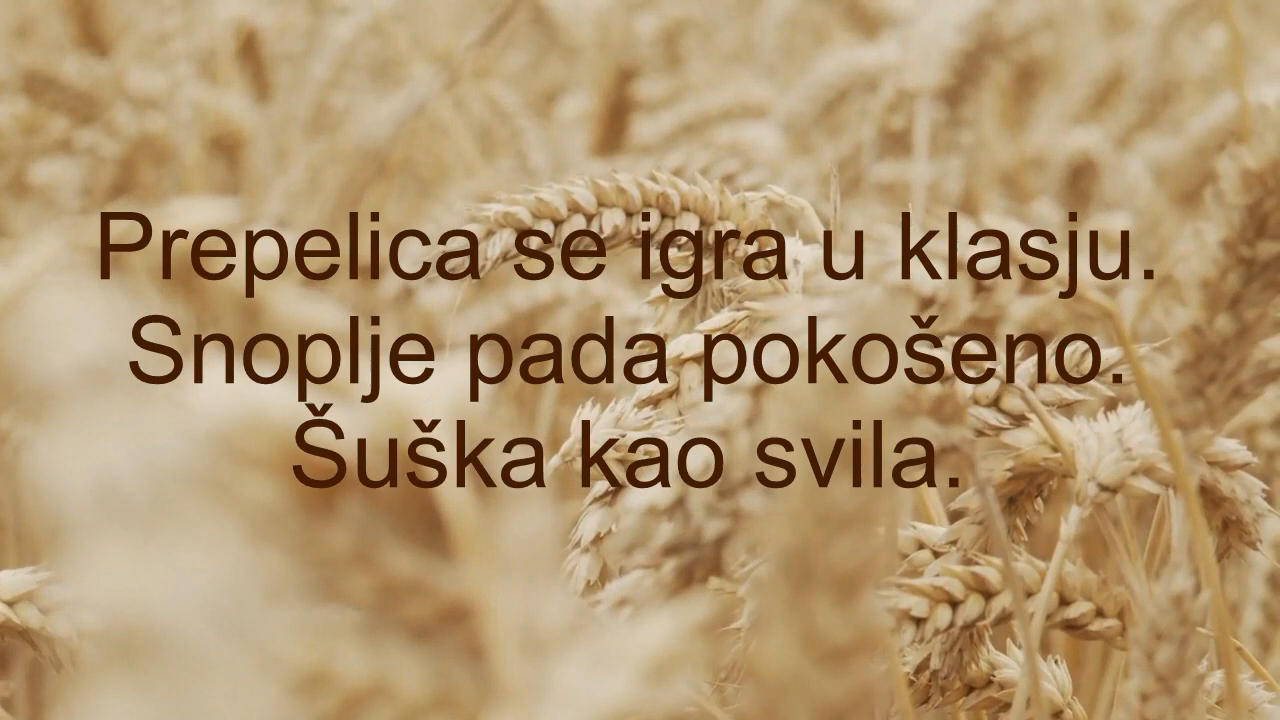 Prepelica se igra u klasju.
Snoplje pada pokošeno.
Šuška kao svila.